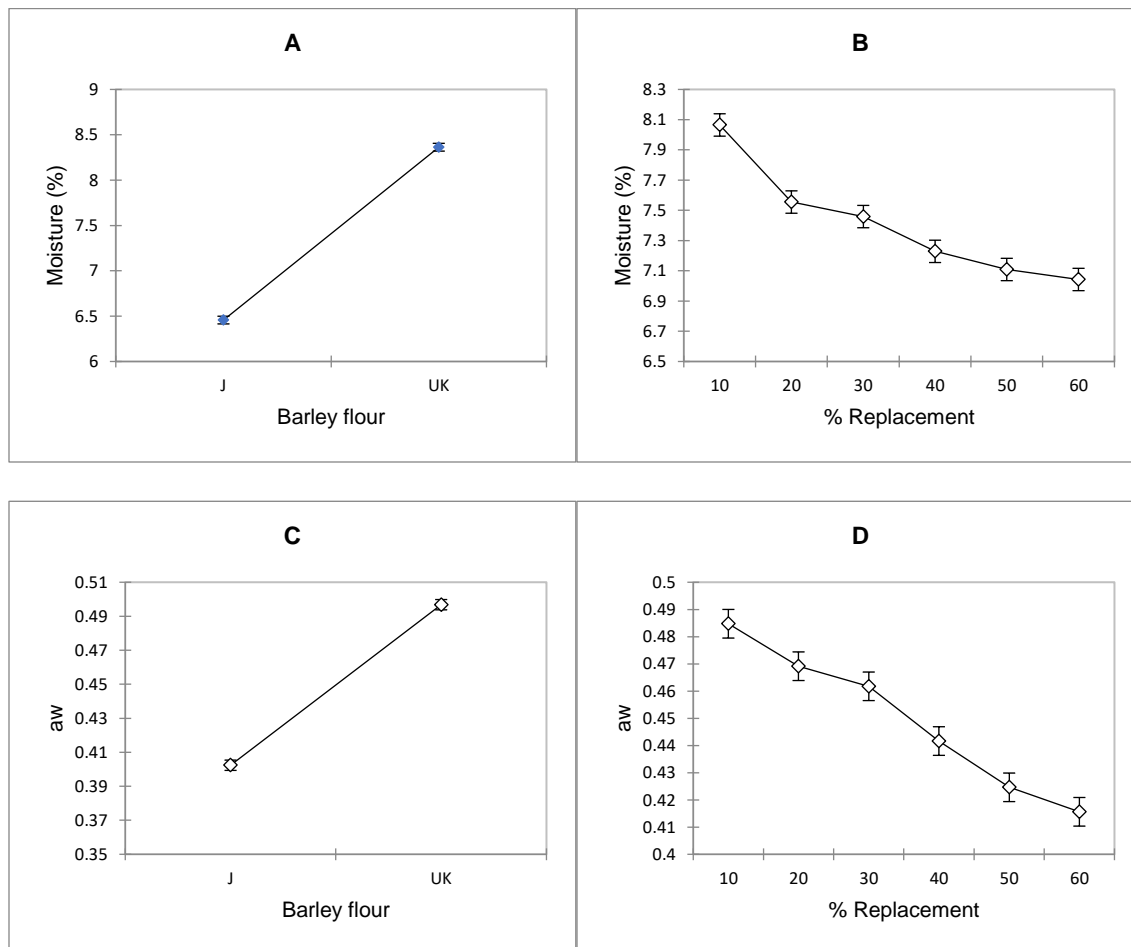 A
Moisture (%)
9
8.5
8
7.5
7
6.5
6
J UK
Barley flour
B
Moisture (%)
8.3
8.1
7.9
7.7
7.5
7.3
7.1
6.9
6.7
6.5
10 20 30 40 50 60
% Replacement
C
aw
0.51
0.49
0.47
0.45
0.43
0.41
0.39
0.37
0.35
J UK
Barley flour
D
aw
0.5
0.49
0.48
0.47
0.46
0.45
0.44
0.43
0.42
0.41
0.4
10 20 30 40 50 60
% Replacement